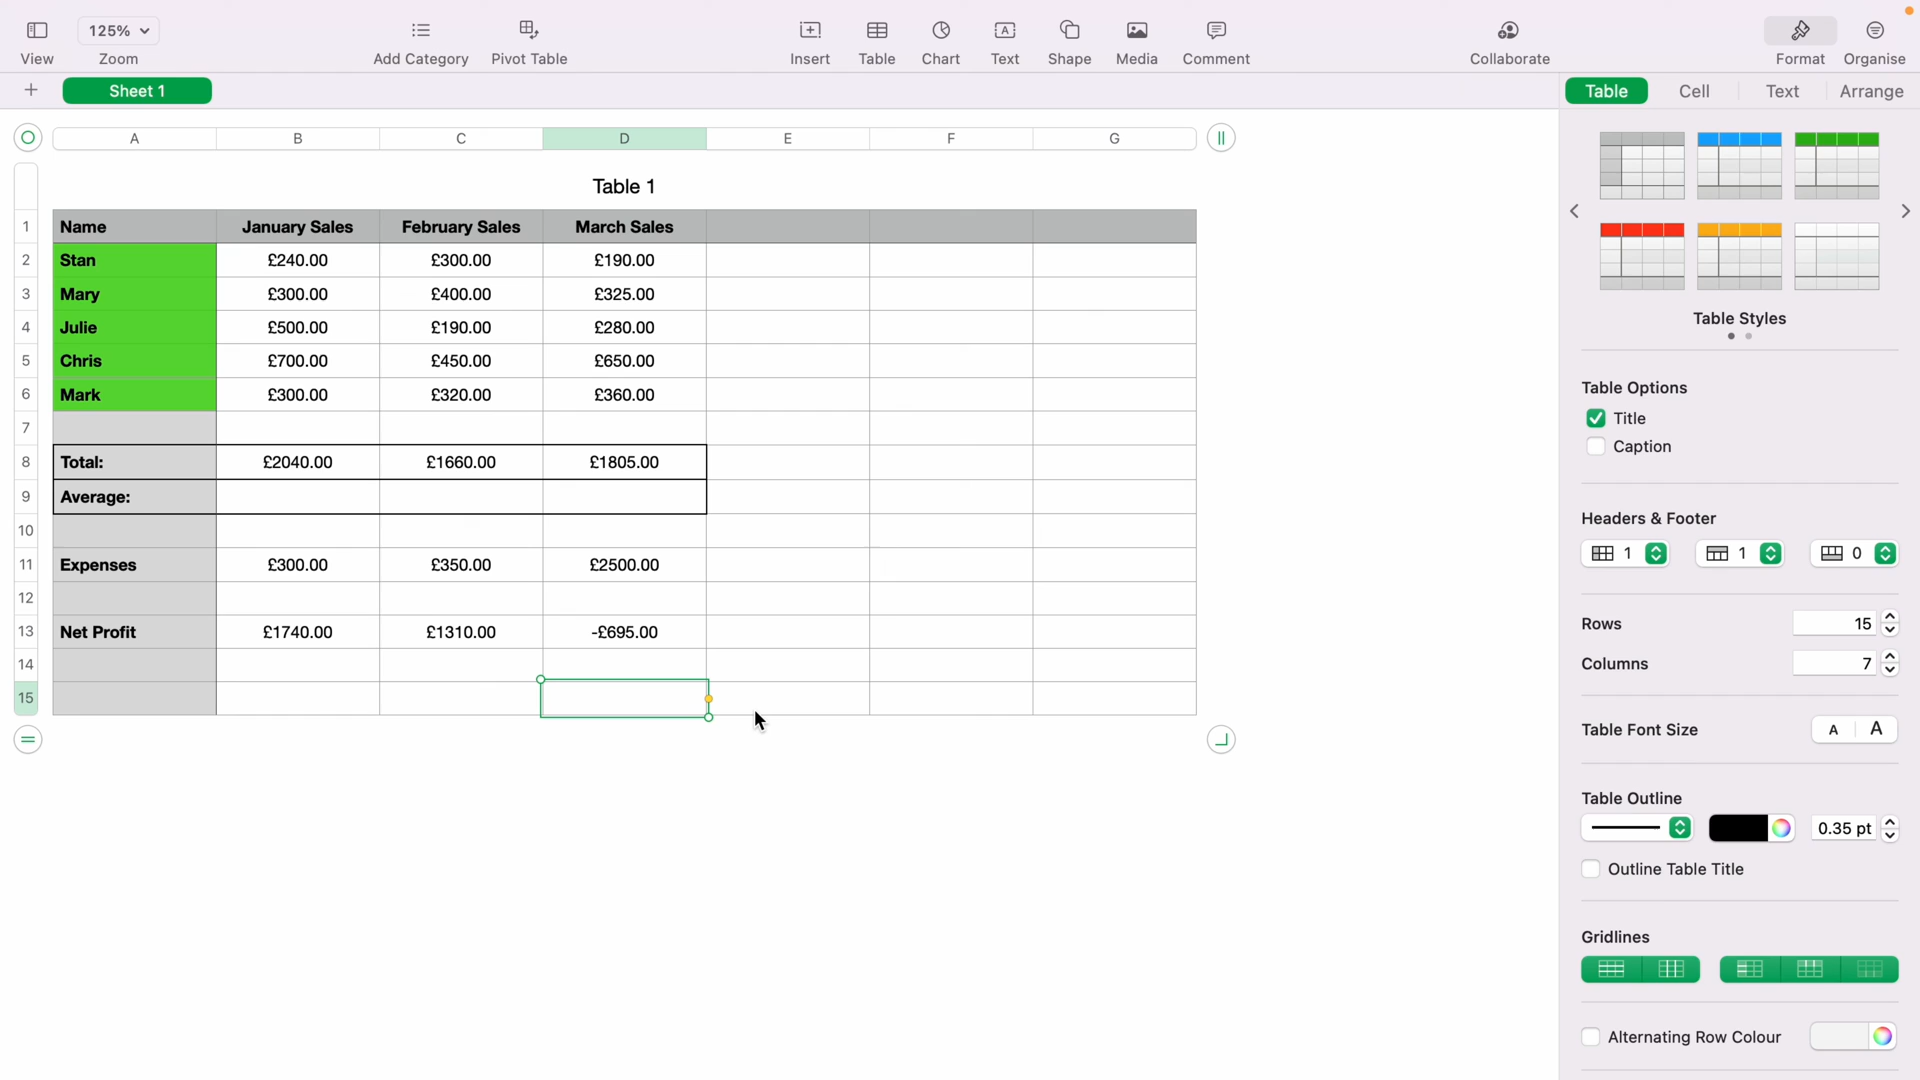 125%
View
Zoom
Add Category
Pivot Table
Insert
Table
Chart
Text
Shape
Media
Comment
Collaborate
Format
Organise
Sheet 1
Table
Cell
Text
Arrange
A B C D E F G
Table 1
1 Name January Sales February Sales March Sales
2 Stan £240.00 £300.00 £190.00
3 Mary £300.00 £400.00 £325.00
4 Julie £500.00 £190.00 £280.00
5 Chris £700.00 £450.00 £650.00
6 Mark £300.00 £320.00 £360.00
7
8 Total: £2040.00 £1660.00 £1805.00
9 Average:
10
11 Expenses £300.00 £350.00 £2500.00
12
13 Net Profit £1740.00 £1310.00 -£695.00
14
15
Table Styles
Table Options
Title
Caption
Headers & Footer
1 1 0
Rows 15
Columns 7
Table Font Size A A
Table Outline
0.35 pt
Outline Table Title
Gridlines
Alternating Row Colour